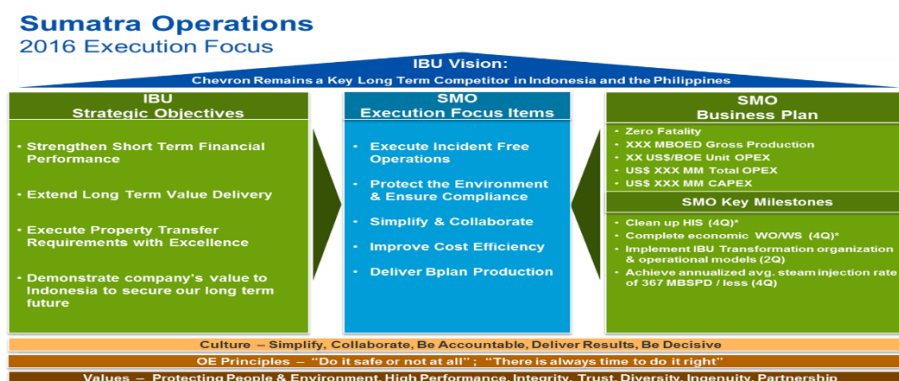 Sumatra Operations
2016 Execution Focus
IBU Vision:
Chevron Remains a Key Long Term Competitor in Indonesia and the Philippines
IBU
Strategic Objectives
• Strengthen Short Term Financial
Performance
• Extend Long Term Value Delivery
• Execute Property Transfer
Requirements with Excellence
• Demonstrate company's value to
Indonesia to secure our long term
future
SMO
Execution Focus Items
• Execute Incident Free
Operations
• Protect the Environment
& Ensure Compliance
• Simplify & Collaborate
• Improve Cost Efficiency
• Deliver Bplan Production
SMO
Business Plan
• Zero Fatality
• XXX MBOED Gross Production
• XX US$/BOE Unit OPEX
• US$ XXX MM Total OPEX
• US$ XXX MM CAPEX
SMO Key Milestones
• Clean up HIS (4Q)*
• Complete economic WO/WS (4Q)*
• Implement IBU Transformation organization
& operational models (2Q)
• Achieve annualized avg. steam injection rate
of 367 MBSPD / less (4Q)
Culture – Simplify, Collaborate, Be Accountable, Deliver Results, Be Decisive
OE Principles – "Do it safe or not at all" ; "There is always time to do it right"
Values – Protecting People & Environment, High Performance, Integrity, Trust, Diversity, Ingenuity, Partnership